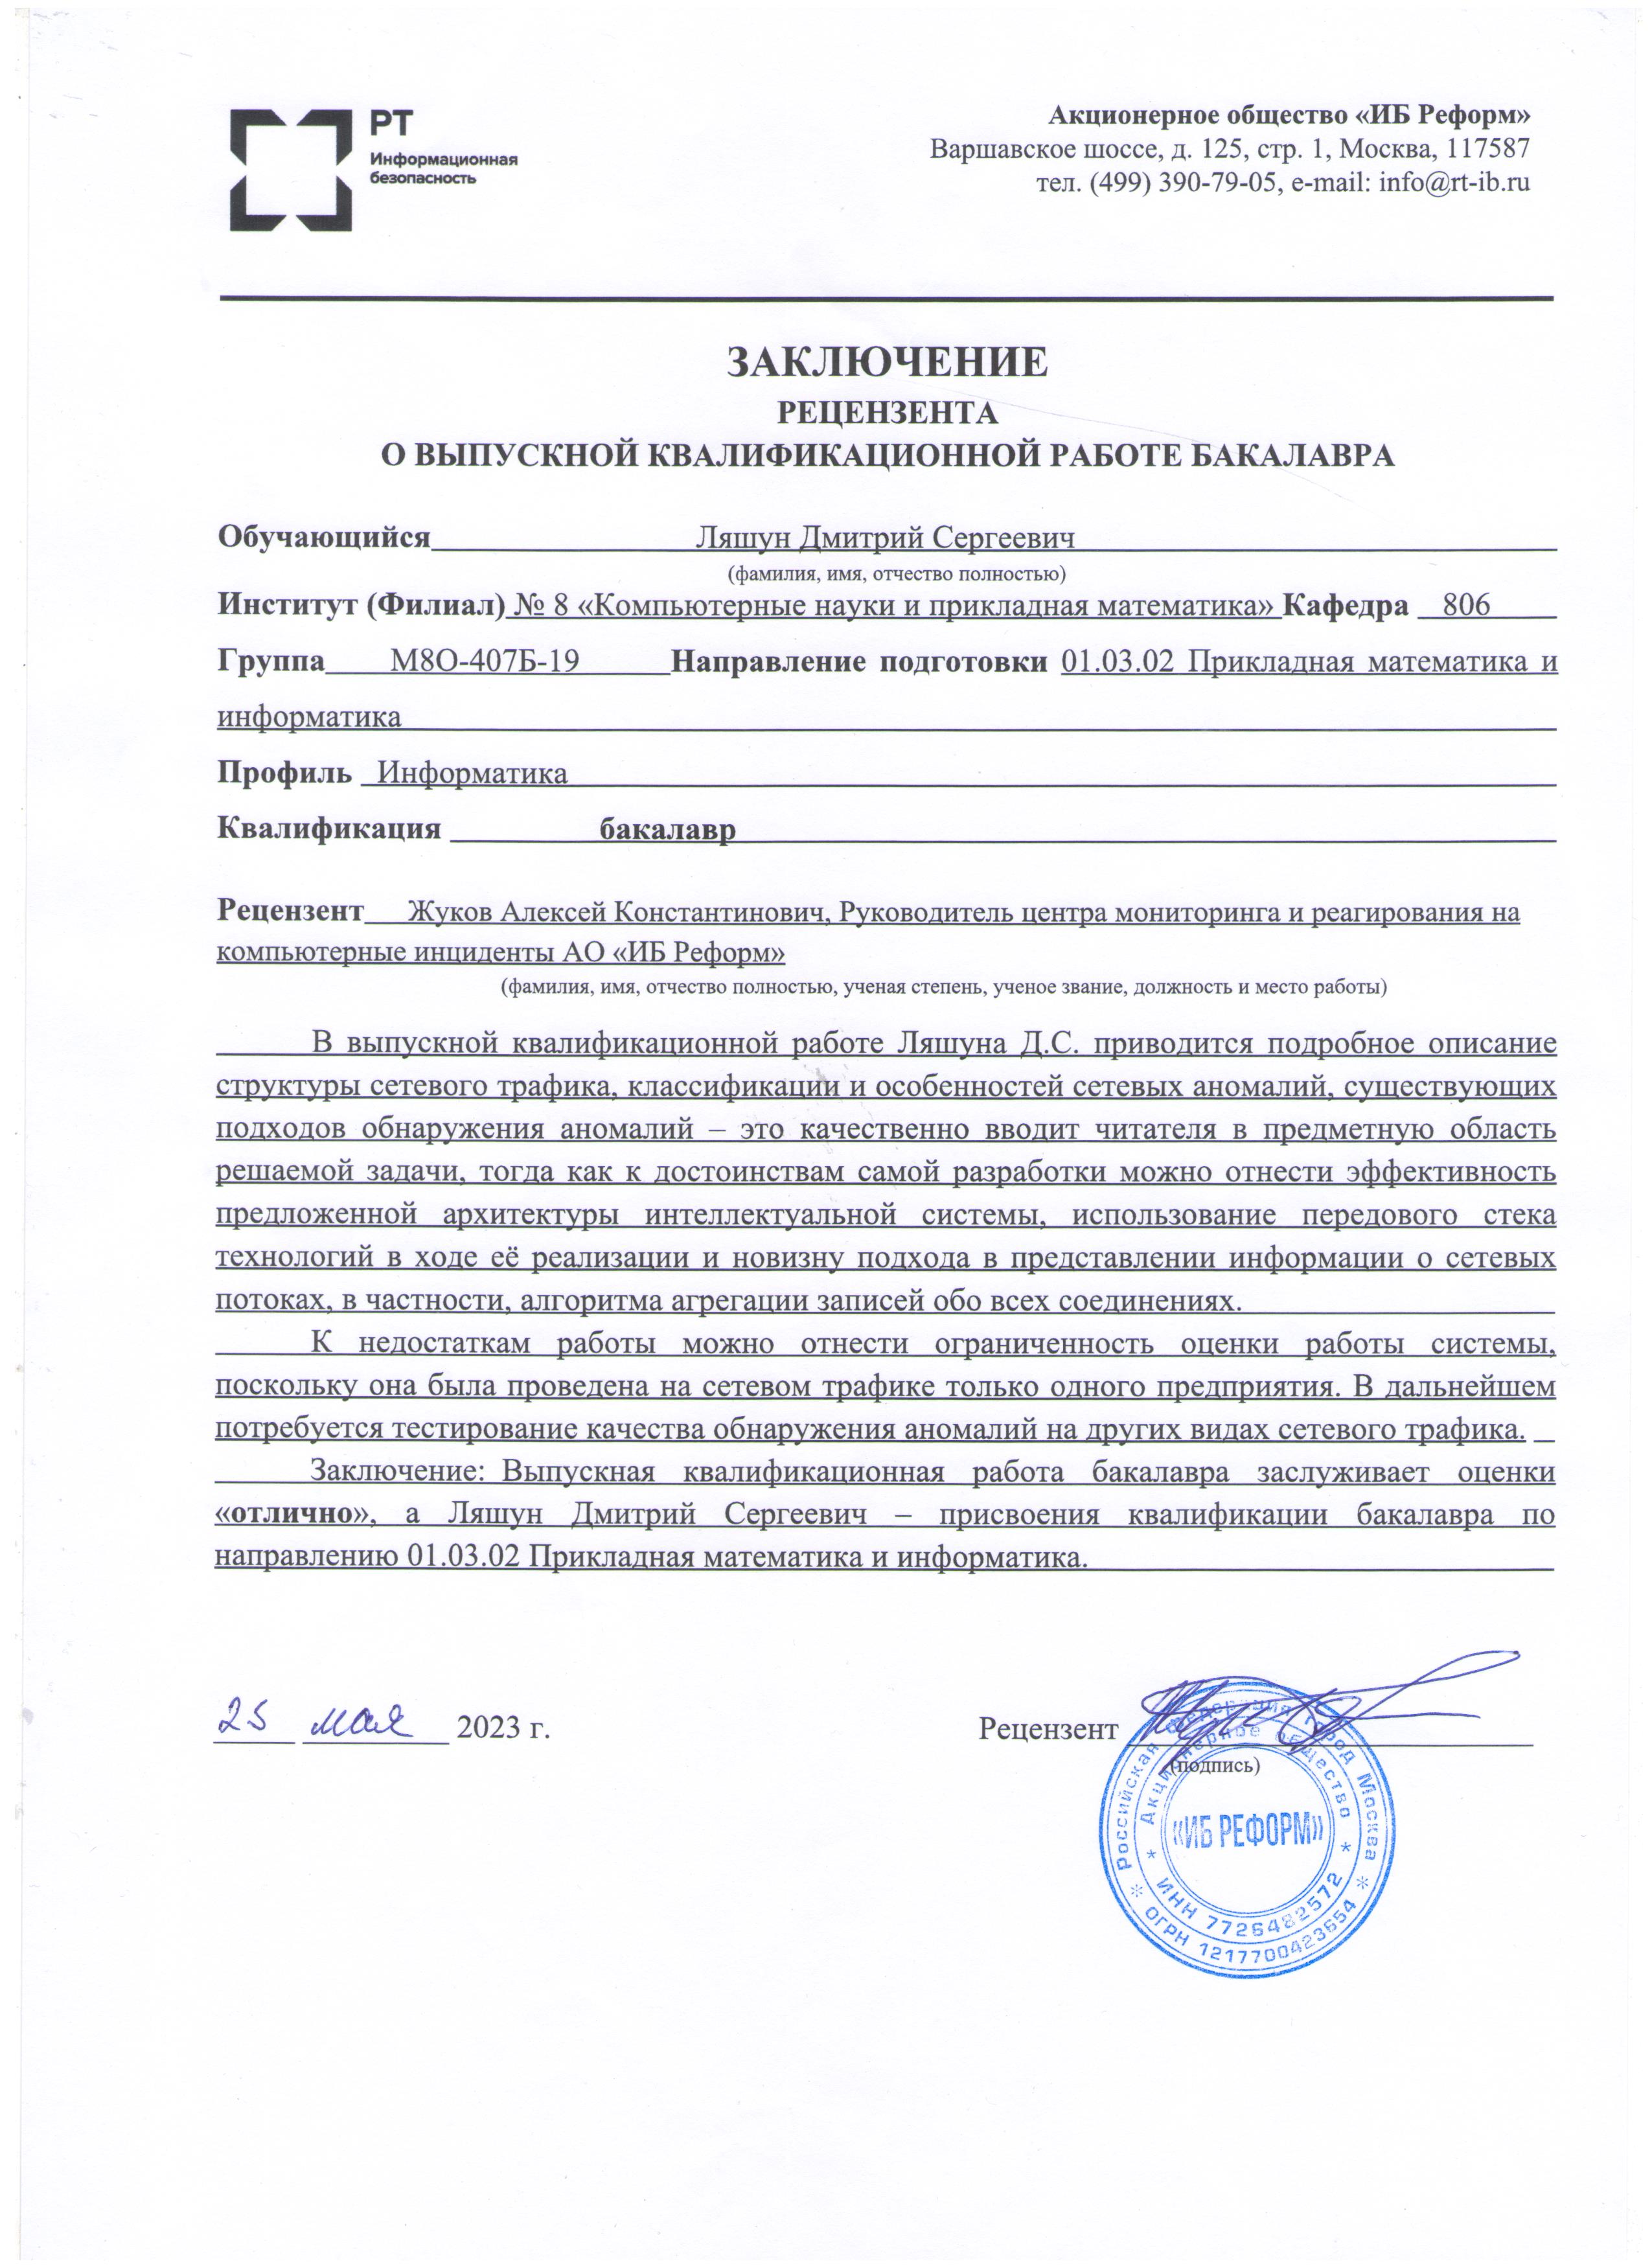 РТ
Информационная
безопасность
Акционерное общество «ИБ Реформ»
Варшавское шоссе, д. 125, стр. 1, Москва, 117587
тел. (499) 390-79-05, e-mail: info@rt-ib.ru
ЗАКЛЮЧЕНИЕ
РЕЦЕНЗЕНТА
О ВЫПУСКНОЙ КВАЛИФИКАЦИОННОЙ РАБОТЕ БАКАЛАВРА
Обучающийся Ляшун Дмитрий Сергеевич
(фамилия, имя, отчество полностью)
Институт (Филиал) № 8 «Компьютерные науки и прикладная математика» Кафедра 806
Группа М8О-407Б-19 Направление подготовки 01.03.02 Прикладная математика и
информатика
Профиль Информатика
Квалификация бакалавр
Рецензент Жуков Алексей Константинович, Руководитель центра мониторинга и реагирования на
компьютерные инциденты АО «ИБ Реформ»
(фамилия, имя, отчество полностью, ученая степень, ученое звание, должность и место работы)
В выпускной квалификационной работе Ляшуна Д.С. приводится подробное описание
структуры сетевого трафика, классификации и особенностей сетевых аномалий, существующих
подходов обнаружения аномалий – это качественно вводит читателя в предметную область
решаемой задачи, тогда как к достоинствам самой разработки можно отнести эффективность
предложенной архитектуры интеллектуальной системы, использование передового стека
технологий в ходе её реализации и новизну подхода в представлении информации о сетевых
потоках, в частности, алгоритма агрегации записей обо всех соединениях.
К недостаткам работы можно отнести ограниченность оценки работы системы,
поскольку она была проведена на сетевом трафике только одного предприятия. В дальнейшем
потребуется тестирование качества обнаружения аномалий на других видах сетевого трафика.
Заключение: Выпускная квалификационная работа бакалавра заслуживает оценки
«отлично», а Ляшун Дмитрий Сергеевич – присвоения квалификации бакалавра по
направлению 01.03.02 Прикладная математика и информатика.
25 мая 2023 г.
Рецензент
(подпись)
Российская Федерация город Москва
Акционерное общество
«ИБ РЕФОРМ»
ИНН 7726482572
ОГРН 1217700423654